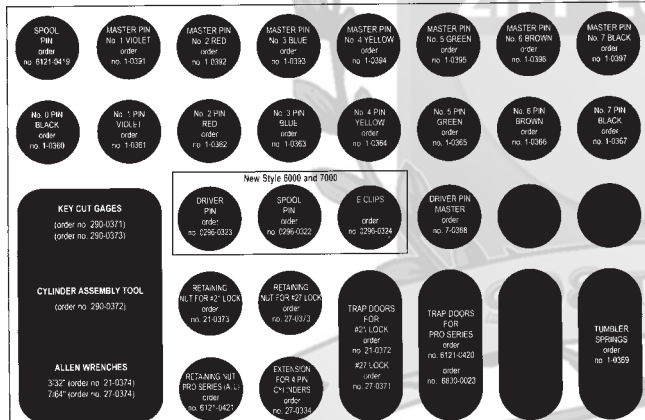 SPOOL
PIN
order
no. 6121-0419
MASTER PIN
No. 1 VIOLET
order
no. 1-0391
MASTER PIN
No. 2 RED
order
no. 1-0392
MASTER PIN
No. 3 BLUE
order
no. 1-0393
MASTER PIN
No. 4 YELLOW
order
no. 1-0394
MASTER PIN
No. 5 GREEN
order
no. 1-0395
MASTER PIN
No. 6 BROWN
order
no. 1-0396
MASTER PIN
No. 7 BLACK
order
no. 1-0397
No. 0 PIN
BLACK
order
no. 1-0360
No. 1 PIN
VIOLET
order
no. 1-0361
No. 2 PIN
RED
order
no. 1-0362
No. 3 PIN
BLUE
order
no. 1-0363
No. 4 PIN
YELLOW
order
no. 1-0364
No. 5 PIN
GREEN
order
no. 1-0365
No. 6 PIN
BROWN
order
no. 1-0366
No. 7 PIN
BLACK
order
no. 1-0367
New Style 6000 and 7000
DRIVER
PIN
order
no. 0296-0323
SPOOL
PIN
order
no. 0296-0322
E CLIPS
order
no. 0296-0324
DRIVER PIN
MASTER
order
no. 7-0368
KEY CUT GAGES
(order no. 290-0371)
(order no. 290-0373)
CYLINDER ASSEMBLY TOOL
(order no. 290-0372)
ALLEN WRENCHES
3/32" (order no. 21-0374)
7/64" (order no. 27-0374)
RETAINING
NUT FOR #21 LOCK
order
no. 21-0373
RETAINING
NUT FOR #27 LOCK
order
no. 27-0373
RETAINING NUT
PRO SERIES
order
no. 6121-0421
EXTENSION
FOR 4 PIN
CYLINDERS
order
no. 27-0334
TRAP DOORS
FOR
#21 LOCK
order
no. 21-0372
#27 LOCK
order
no. 27-0371
TRAP DOORS
FOR
PRO SERIES
order
no. 6121-0420
order
no. 6830-0023
TUMBLER
SPRINGS
order
no. 1-0369